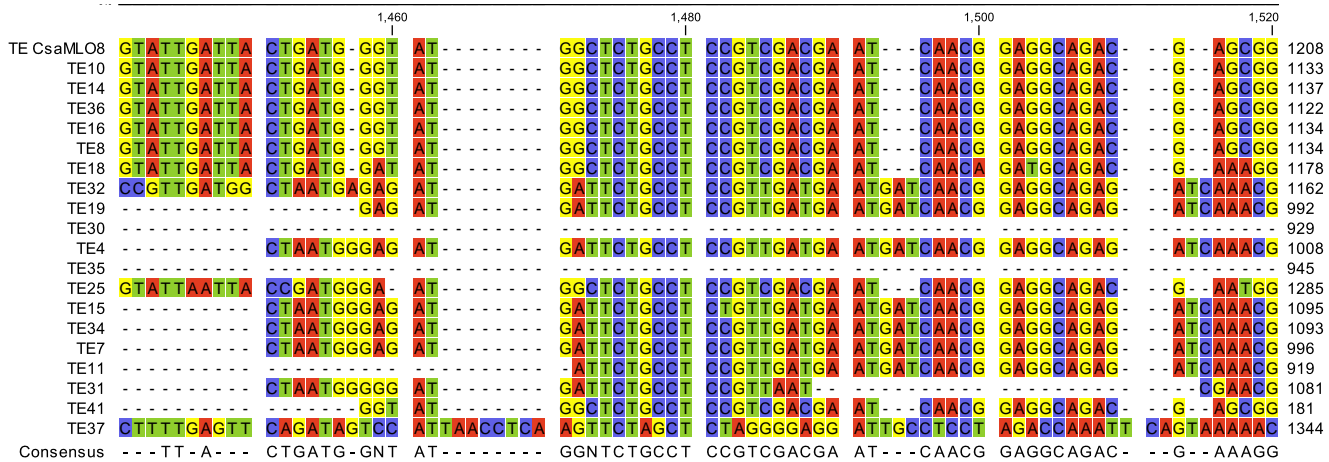 1,460 1,480 1,500 1,520
TE CsaMLO8 GTATTGATTA CTGATG-GGT AT-------- GGCTCTGCCT CCGTCGACGA AT---CAACG GAGGCAGAC- --G--AGCGG 1208
TE10 GTATTGATTA CTGATG-GGT AT-------- GGCTCTGCCT CCGTCGACGA AT---CAACG GAGGCAGAC- --G--AGCGG 1133
TE14 GTATTGATTA CTGATG-GGT AT-------- GGCTCTGCCT CCGTCGACGA AT---CAACG GAGGCAGAC- --G--AGCGG 1137
TE36 GTATTGATTA CTGATG-GGT AT-------- GGCTCTGCCT CCGTCGACGA AT---CAACG GAGGCAGAC- --G--AGCGG 1122
TE16 GTATTGATTA CTGATG-GGT AT-------- GGCTCTGCCT CCGTCGACGA AT---CAACG GAGGCAGAC- --G--AGCGG 1134
TE8 GTATTGATTA CTGATG-GGT AT-------- GGCTCTGCCT CCGTCGACGA AT---CAACG GAGGCAGAC- --G--AGCGG 1134
TE18 GTATTGATTA CTGATG-GAT AT-------- GGCTCTGCCT CCGTCGACGA AT---CAACA GATGCAGAC- --G--AAAGG 1178
TE32 CCGTTGATGG CTAATGAGAG AT-------- GATTCTGCCT CCGTTGATGA ATGATCAACG GAGGCAGAG- --ATCAAACG 1162
TE19 ---------- -------GAG AT-------- GATTCTGCCT CCGTTGATGA ATGATCAACG GAGGCAGAG- --ATCAAACG 992
TE30 ---------- ---------- ---------- ---------- ---------- ---------- ---------- ---------- 929
TE4 ---------- CTAATGGGAG AT-------- GATTCTGCCT CCGTTGATGA ATGATCAACG GAGGCAGAG- --ATCAAACG 1008
TE35 ---------- ---------- ---------- ---------- ---------- ---------- ---------- ---------- 945
TE25 GTATTAATTA CCGATGGGA- AT-------- GGCTCTGCCT CCGTCGACGA AT---CAACG GAGGCAGAC- --G--AATGG 1285
TE15 ---------- CTAATGGGAG AT-------- GATTCTGCCT CTGTTGATGA ATGATCAACG GAGGCAGAG- --ATCAAACG 1095
TE34 ---------- CTAATGGGAG AT-------- GATTCTGCCT CCGTTGATGA ATGATCAACG GAGGCAGAG- --ATCAAACG 1093
TE7 ---------- CTAATGGGAG AT-------- GATTCTGCCT CCGTTGATGA ATGATCAACG GAGGCAGAG- --ATCAAACG 996
TE11 ---------- ---------- ---------- -ATTCTGCCT CCGTTGATGA ATGATCAACG GAGGCAGAG- --ATCAAACG 919
TE31 ---------- CTAATGGGGG AT-------- GATTCTGCCT CCGTTAAT-- ---------- ---------- ----CGAACG 1081
TE41 ---------- -------GGT AT-------- GGCTCTGCCT CCGTCGACGA AT---CAACG GAGGCAGAC- --G--AGCGG 181
TE37 CTTTTGAGTT CAGATAGTCC ATTAACCTCA AGTTCTAGCT CTAGGGGAGG ATTGCCTCCT AGACCAAATT CAGTAAAAAC 1344
Consensus ---TT-A--- CTGATG-GNT AT-------- GGNTCTGCCT CCGTCGACGA AT---CAACG GAGGCAGAC- --G--AAAGG